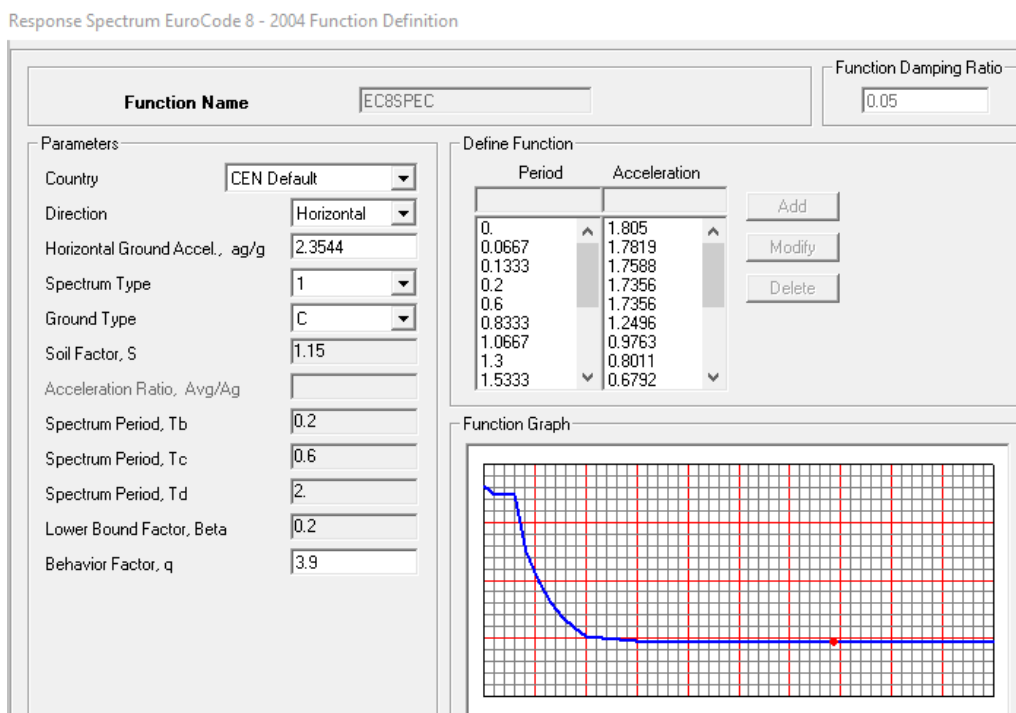 Response Spectrum EuroCode 8 - 2004 Function Definition
Function Name
EC8SPEC
Function Damping Ratio
0.05
Parameters
Country
CEN Default
Direction
Horizontal
Horizontal Ground Accel., ag/g
2.3544
Spectrum Type
1
Ground Type
C
Soil Factor, S
1.15
Acceleration Ratio, Avg/Ag
Spectrum Period, Tb
0.2
Spectrum Period, Tc
0.6
Spectrum Period, Td
2.
Lower Bound Factor, Beta
0.2
Behavior Factor, q
3.9
Define Function
Period Acceleration
0. 1.805
0.0667 1.7819
0.1333 1.7588
0.2 1.7356
0.6 1.7356
0.8333 1.2496
1.0667 0.9763
1.3 0.8011
1.5333 0.6792
Add
Modify
Delete
Function Graph